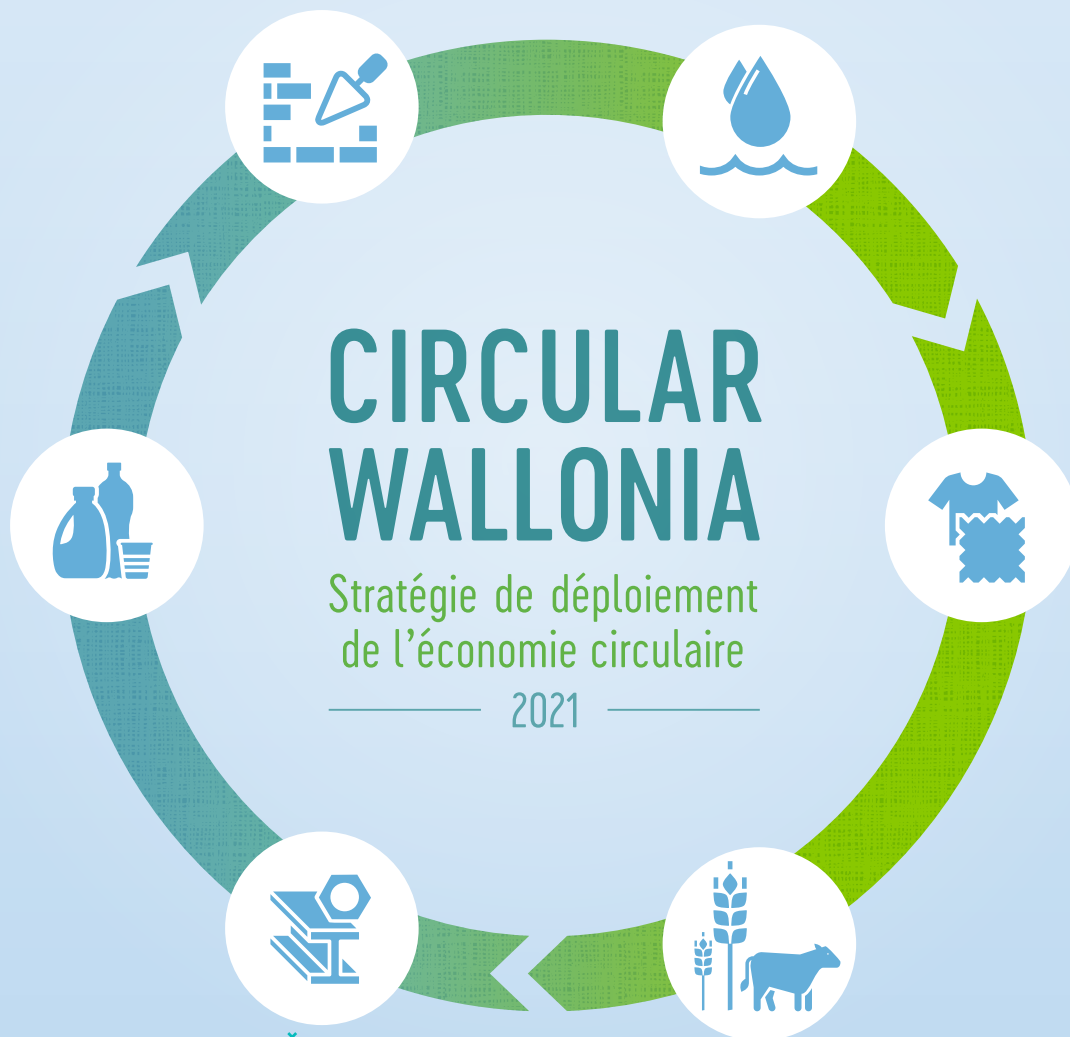 CIRCULAR
WALLONIA
Stratégie de déploiement
de l’économie circulaire
2021